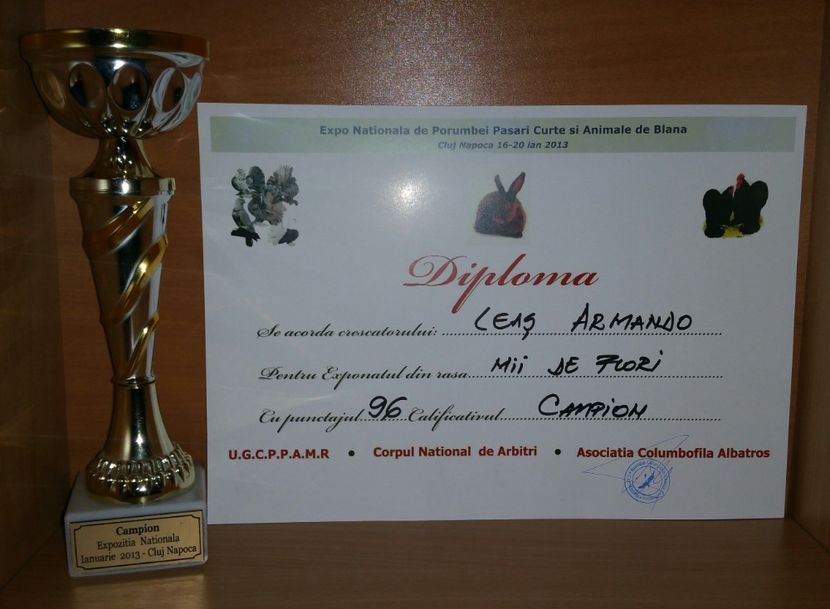 Expo Nationala de Porumbei Pasari Curte si Animale de Blana
Cluj Napoca 16-20 ian 2013
Diploma
Se acorda crescatorului: LEAŞ ARMANDO
Pentru Exponatul din rasa MII DE FLORI
Cu punctajul 96 Calificativul CAMPION
U.G.C.P.P.A.M.R • Corpul National de Arbitri • Asociatia Columbofila Albatros
Campion
Expozitia Nationala
Ianuarie 2013 - Cluj Napoca